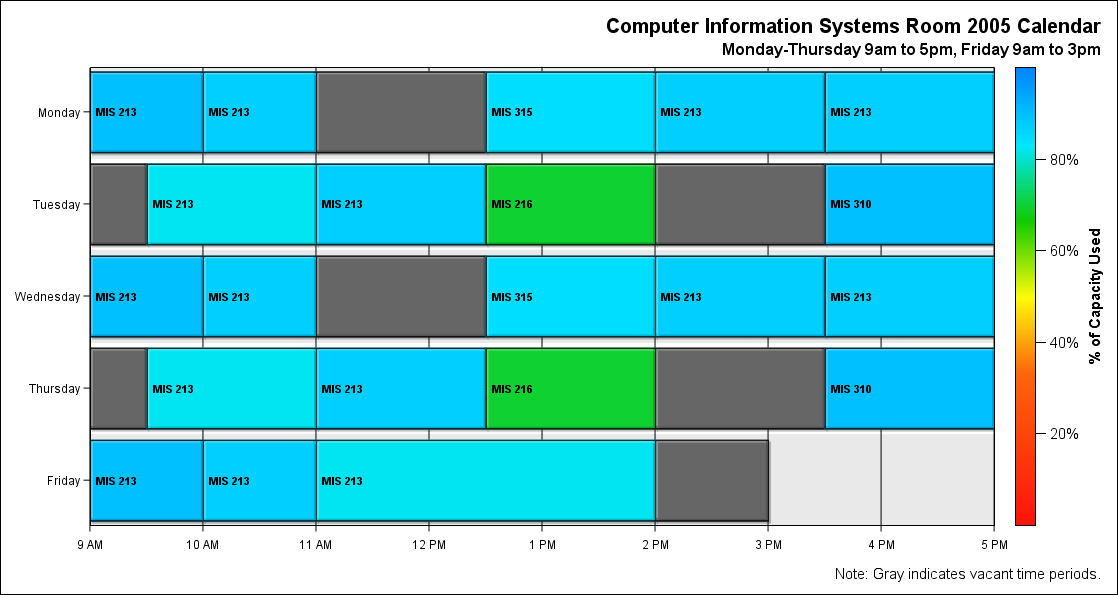 Computer Information Systems Room 2005 Calendar
Monday-Thursday 9am to 5pm, Friday 9am to 3pm
Monday
MIS 213
MIS 213
MIS 315
MIS 213
MIS 213
Tuesday
MIS 213
MIS 213
MIS 216
MIS 310
Wednesday
MIS 213
MIS 213
MIS 315
MIS 213
MIS 213
Thursday
MIS 213
MIS 213
MIS 216
MIS 310
Friday
MIS 213
MIS 213
MIS 213
9 AM
10 AM
11 AM
12 PM
1 PM
2 PM
3 PM
4 PM
5 PM
80%
60%
40%
20%
% of Capacity Used
Note: Gray indicates vacant time periods.